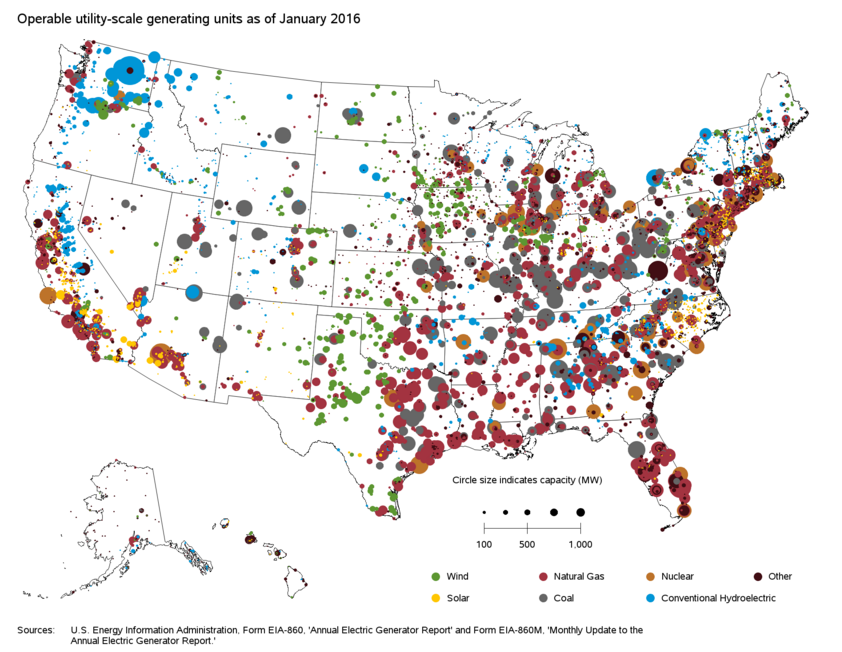 Operable utility-scale generating units as of January 2016
Circle size indicates capacity (MW)
100 500 1,000
Wind Natural Gas Nuclear Other
Solar Coal Conventional Hydroelectric
Sources: U.S. Energy Information Administration, Form EIA-860, 'Annual Electric Generator Report' and Form EIA-860M, 'Monthly Update to the
Annual Electric Generator Report.'